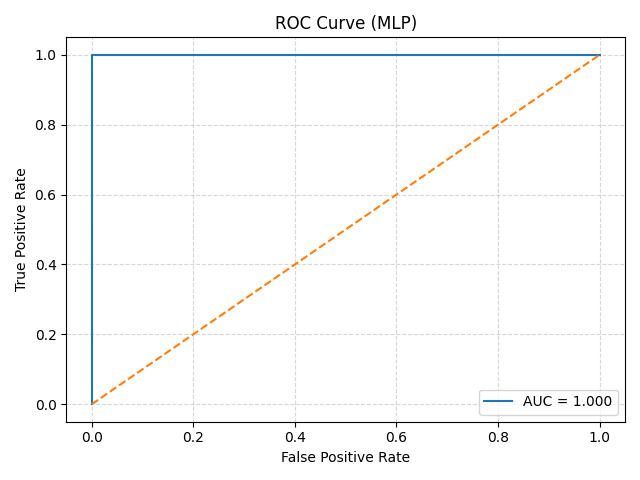 ROC Curve (MLP)
True Positive Rate
1.0
0.8
0.6
0.4
0.2
0.0
0.0 0.2 0.4 0.6 0.8 1.0
False Positive Rate
AUC = 1.000